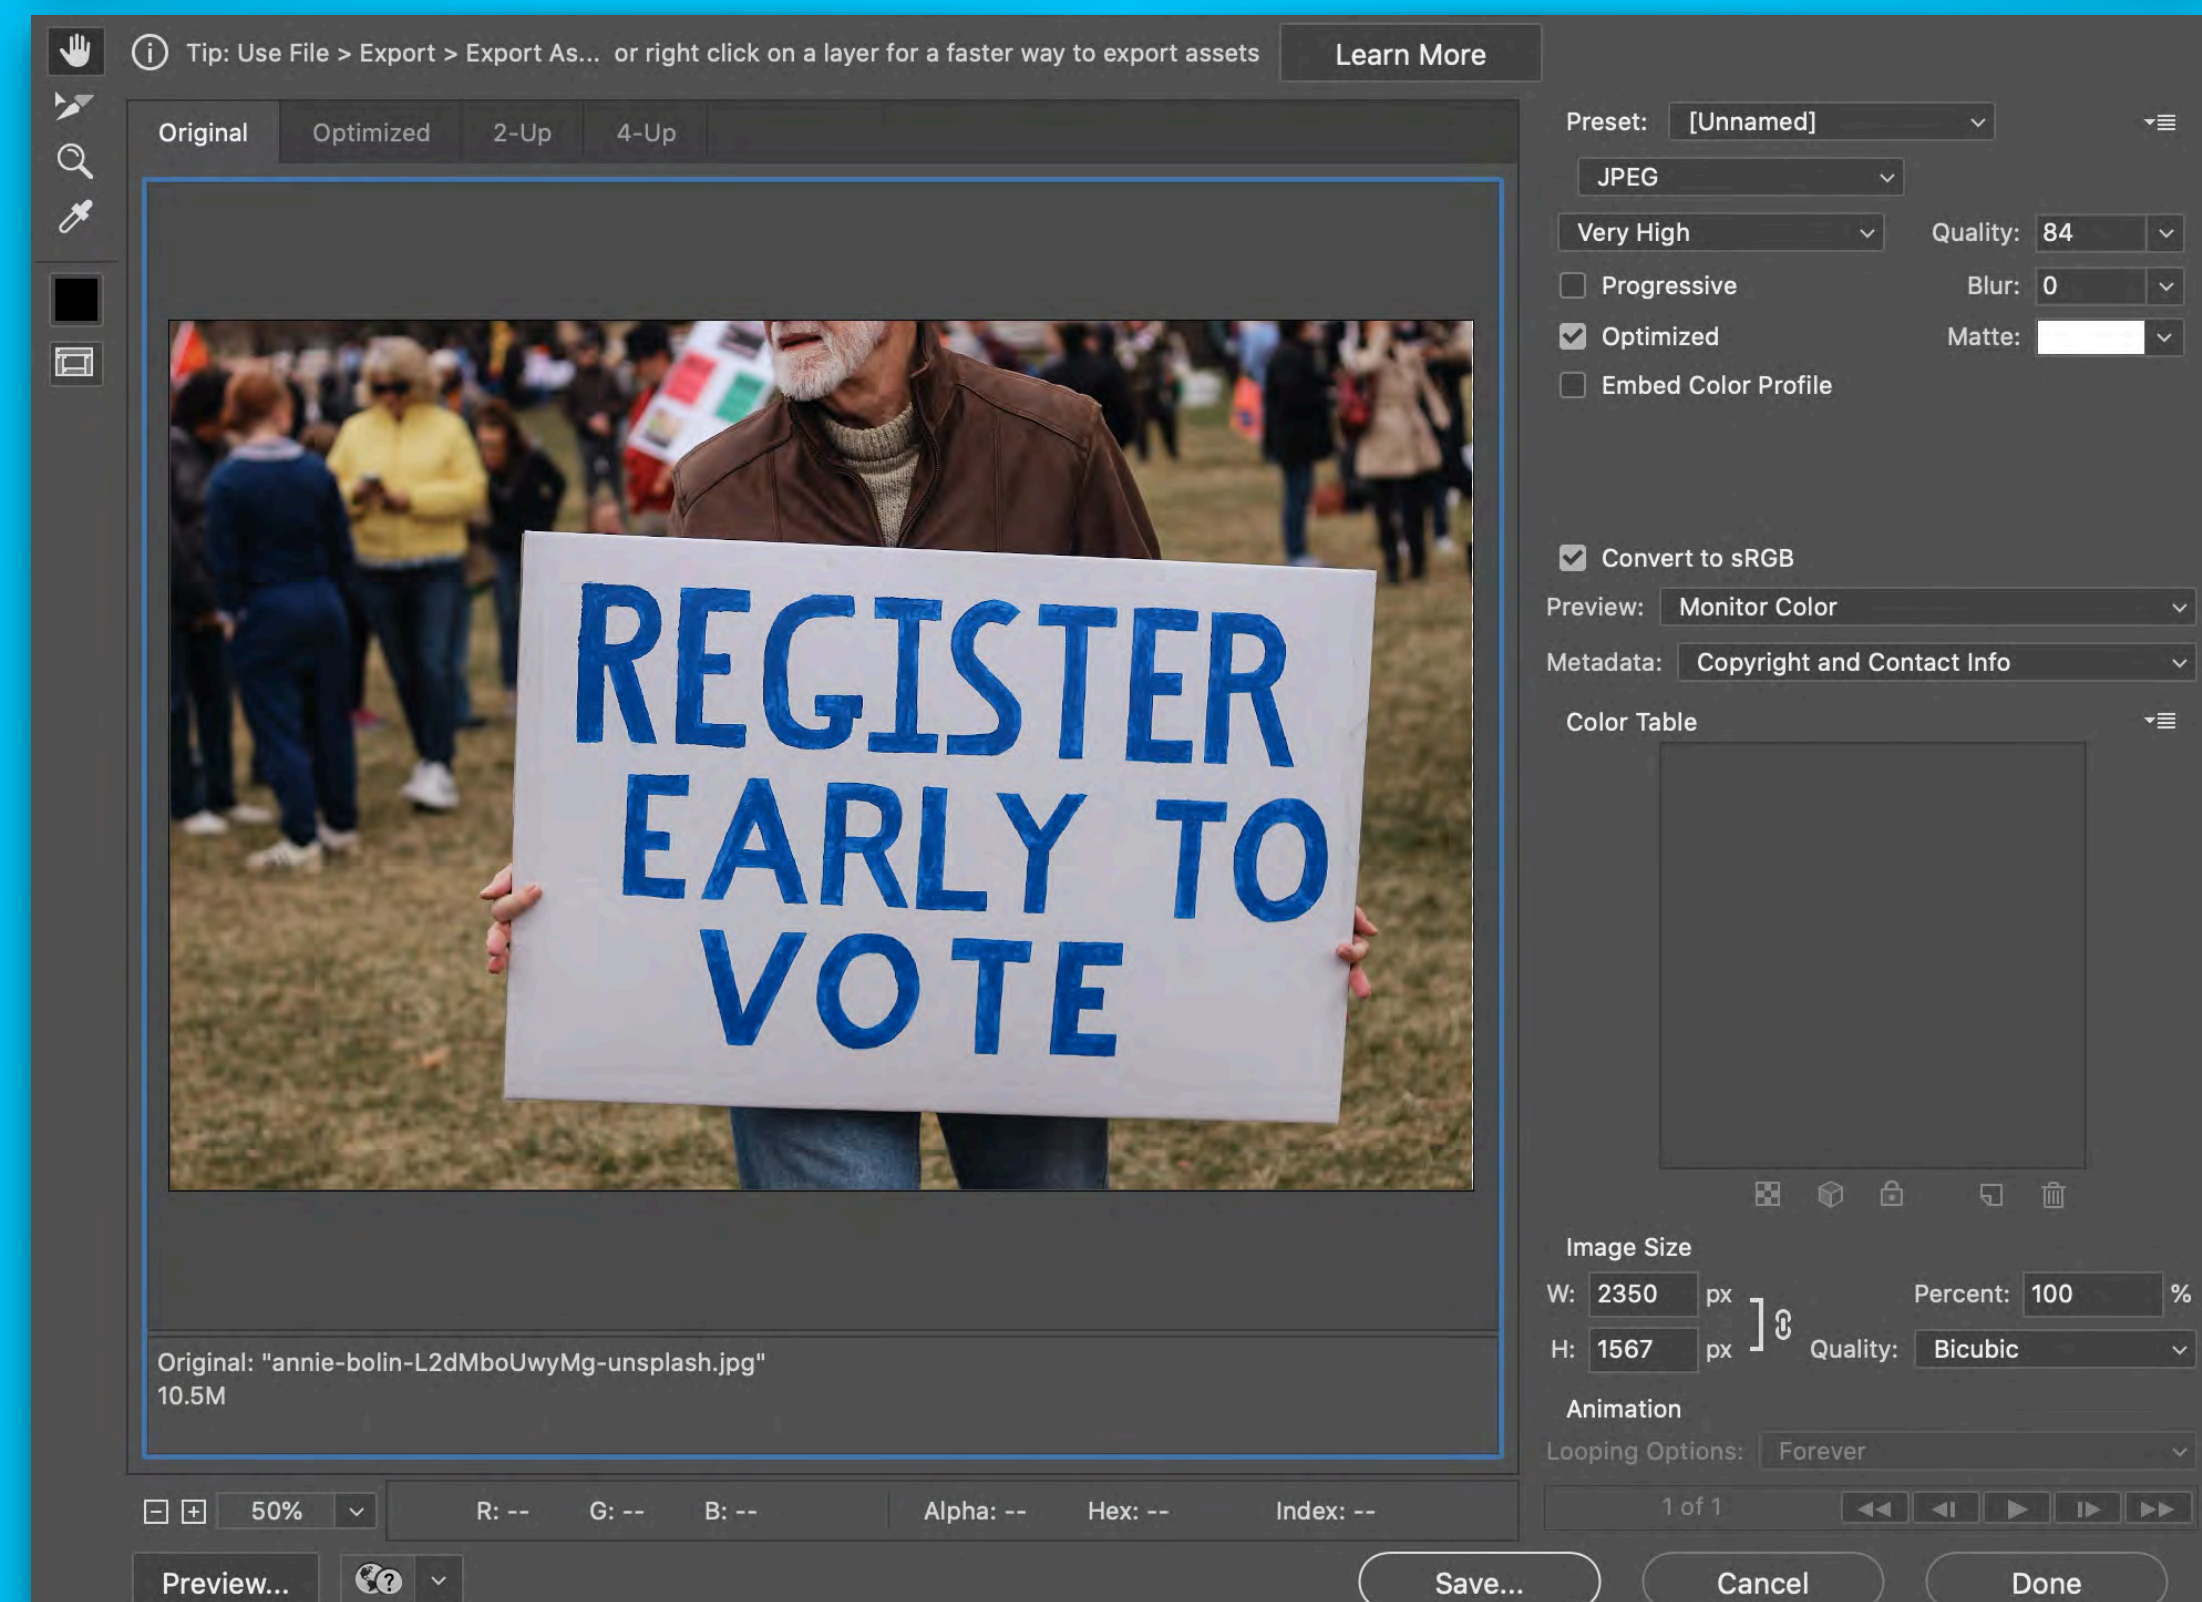 Tip: Use File > Export > Export As... or right click on a layer for a faster way to export assets
Learn More
Original
Optimized
2-Up
4-Up
REGISTER
EARLY TO
VOTE
Original: "annie-bolin-L2dMboUwyMg-unsplash.jpg"
10.5M
50%
R: --
G: --
B: --
Alpha: --
Hex: --
Index: --
Preview...
Preset: [Unnamed]
JPEG
Very High
Quality: 84
Progressive
Blur: 0
Optimized
Matte:
Embed Color Profile
Convert to sRGB
Preview: Monitor Color
Metadata: Copyright and Contact Info
Color Table
Image Size
W: 2350 px
Percent: 100 %
H: 1567 px
Quality: Bicubic
Animation
Looping Options: Forever
1 of 1
Save...
Cancel
Done